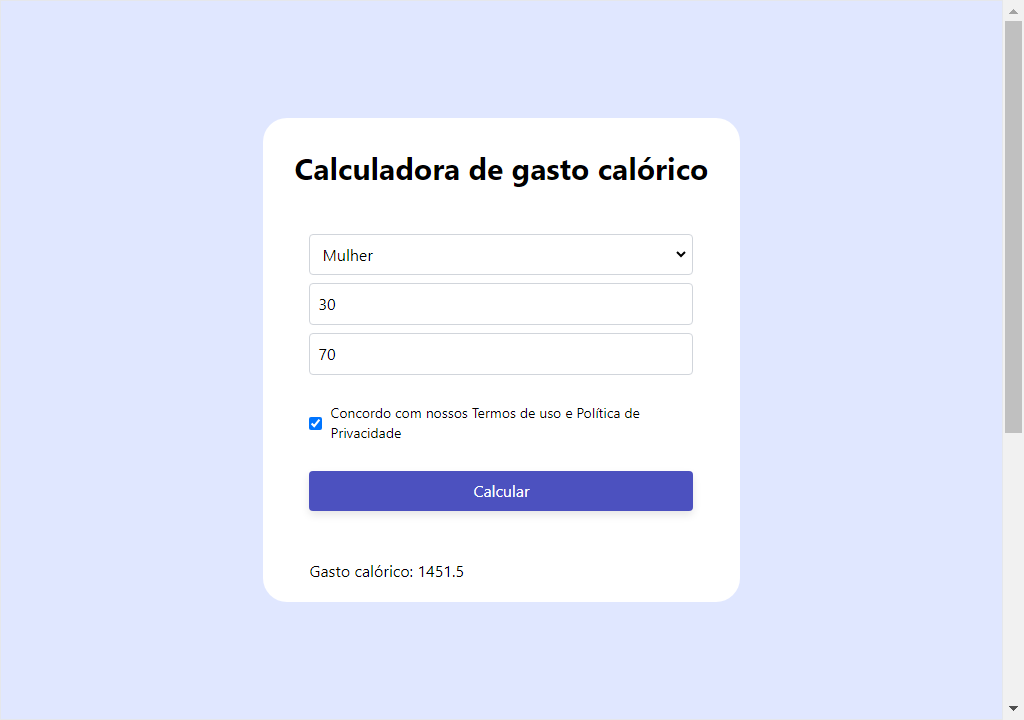 Calculadora de gasto calórico
Mulher
30
70
Concordo com nossos Termos de uso e Política de
Privacidade
Calcular
Gasto calórico: 1451.5